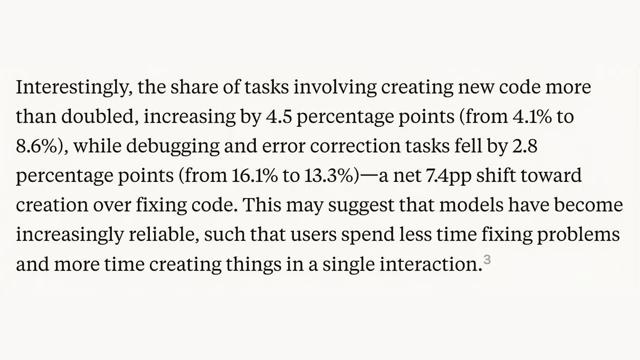 Interestingly, the share of tasks involving creating new code more
than doubled, increasing by 4.5 percentage points (from 4.1% to
8.6%), while debugging and error correction tasks fell by 2.8
percentage points (from 16.1% to 13.3%)—a net 7.4pp shift toward
creation over fixing code. This may suggest that models have become
increasingly reliable, such that users spend less time fixing problems
and more time creating things in a single interaction.³